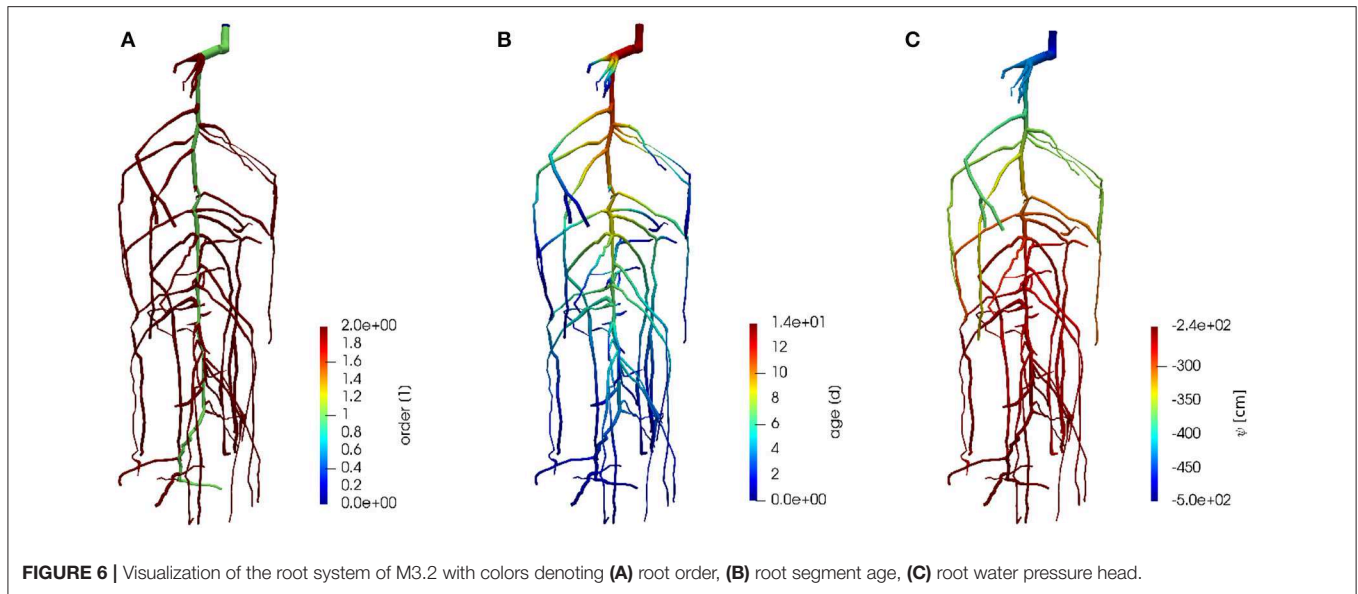 A
B
C
2.0e+00
1.8
1.6
1.4
1.2
1
0.8
0.6
0.4
0.2
0.0e+00
order (1)
1.4e+01
12
10
8
6
4
2
0.0e+00
age (d)
-2.4e+02
-300
-350
-400
-450
-5.0e+02
ψ [cm]
FIGURE 6 | Visualization of the root system of M3.2 with colors denoting (A) root order, (B) root segment age, (C) root water pressure head.